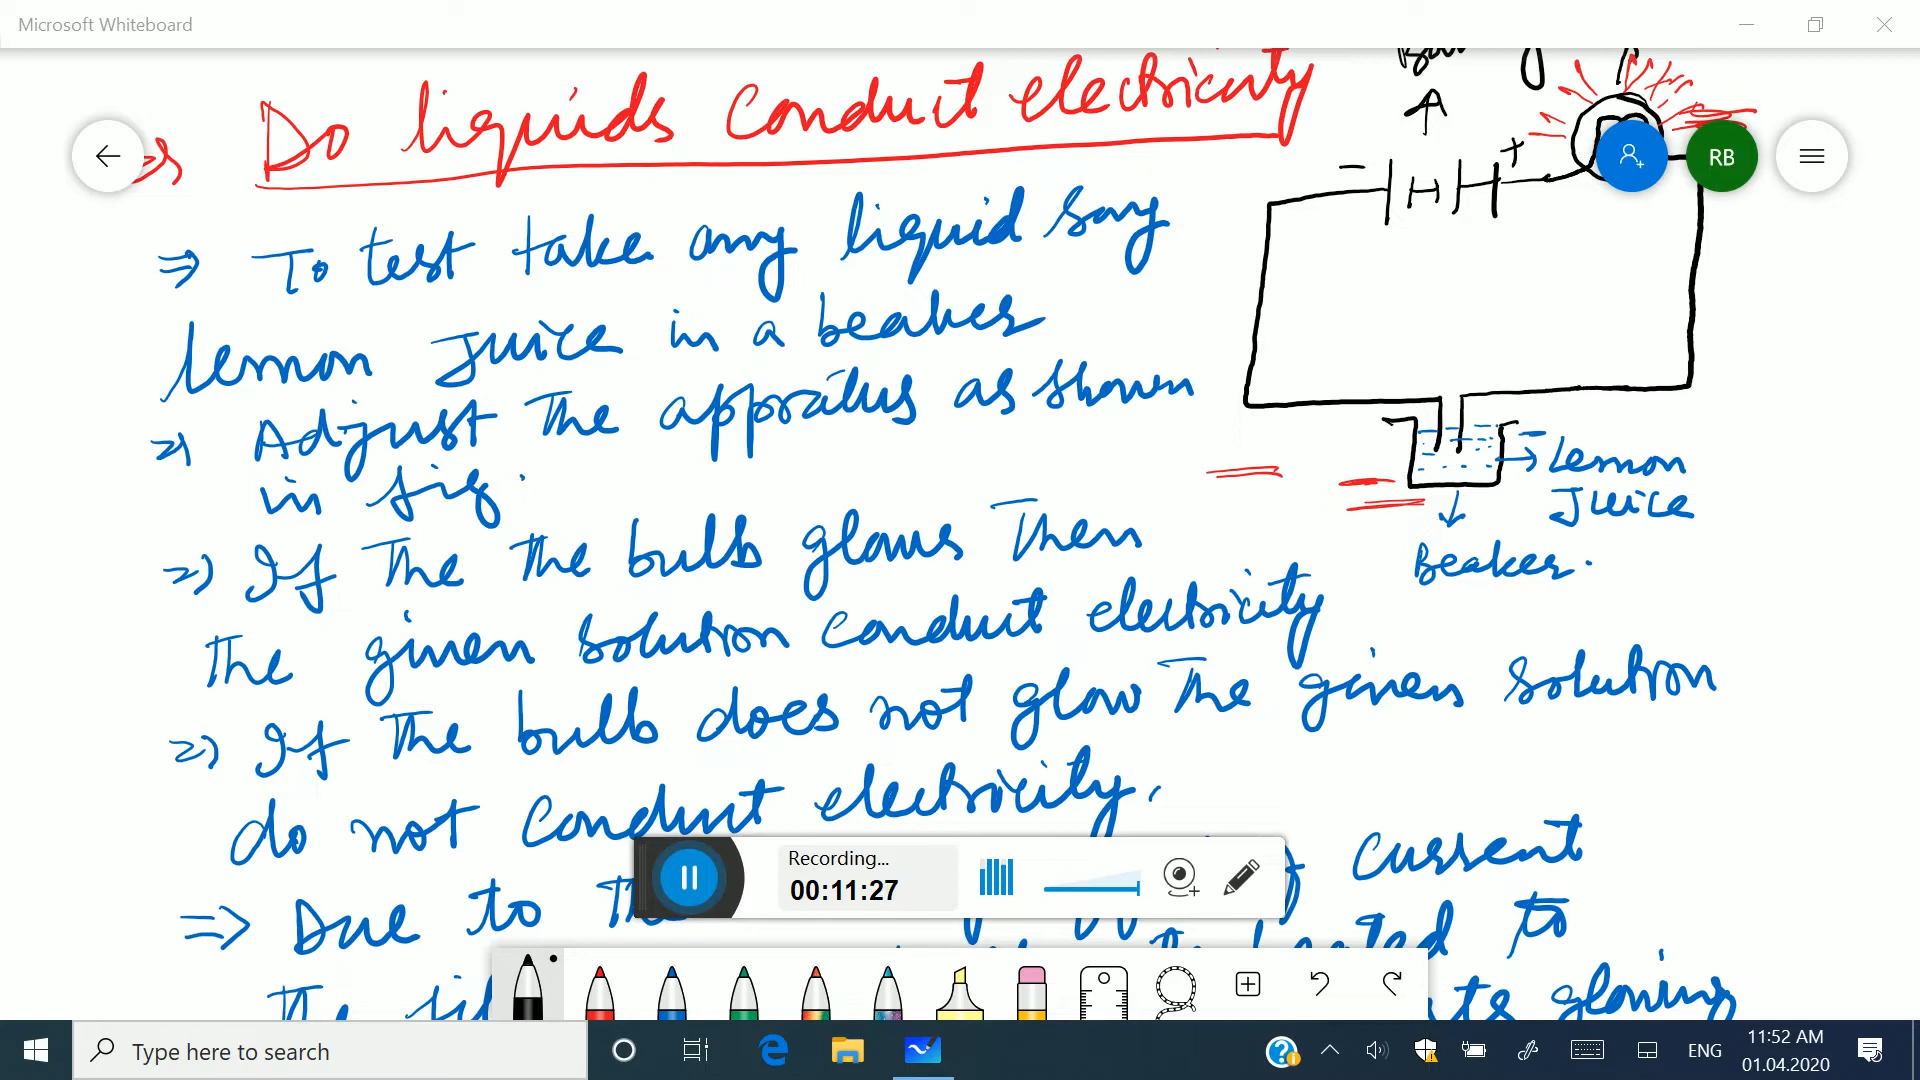 Microsoft Whiteboard
Do liquids conduct electricity
RB
− +
⇒ To test take any liquid say
lemon Juice in a beaker
⇒ Adjust the apparatus as shown
in fig.
⇒ If the the bulb glows then
the given solution conduct electricity
⇒ If the bulb does not glow the given solution
do not conduct electricity.
→ Lemon
Juice
Beaker.
current
⇒ Due to
heated to
glowing
Recording...
00:11:27
Type here to search
ENG
11:52 AM
01.04.2020